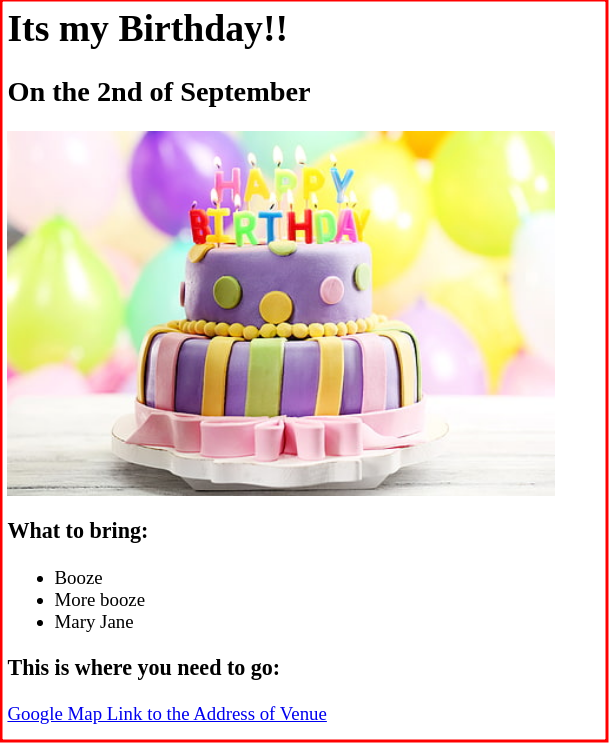 Its my Birthday!!
On the 2nd of September
HAPPY
BIRTHDAY
What to bring:
Booze
More booze
Mary Jane
This is where you need to go:
Google Map Link to the Address of Venue